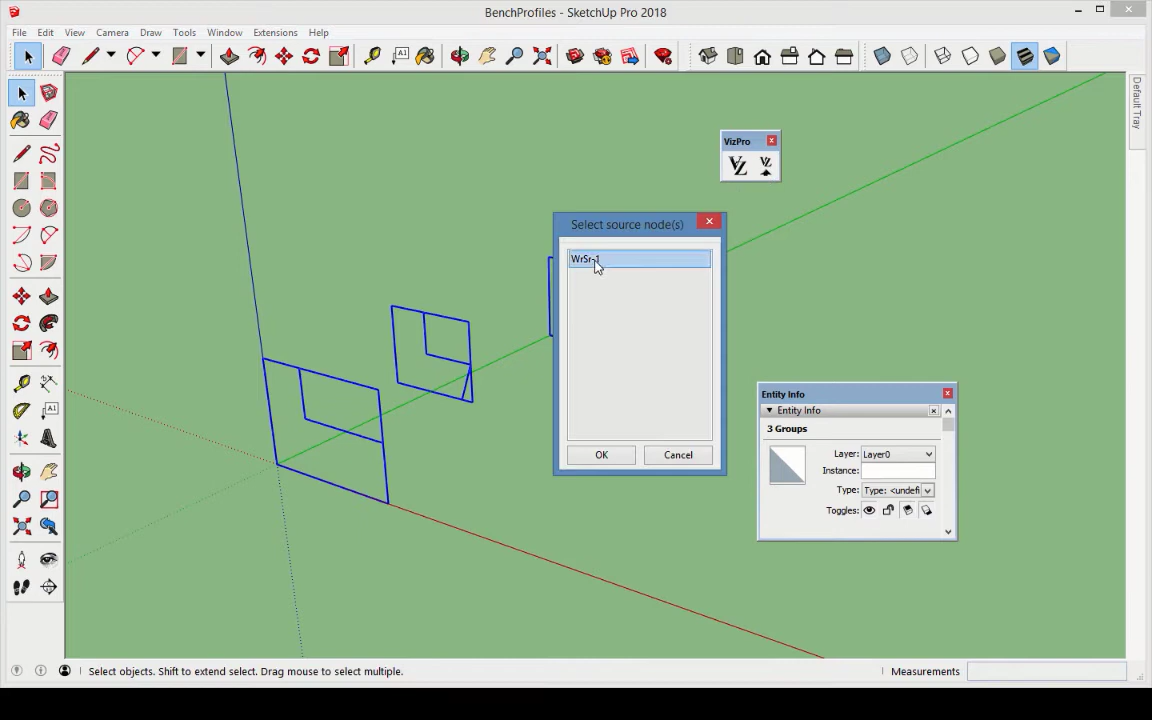 BenchProfiles - SketchUp Pro 2018
File Edit View Camera Draw Tools Window Extensions Help
A1
Default Tray
VizPro
Select source node(s)
WrSr-1
A1
Entity Info
Entity Info
3 Groups
Layer: Layer0
Instance:
OK Cancel
Type: Type: <undefi
Toggles:
Select objects. Shift to extend select. Drag mouse to select multiple.
Measurements